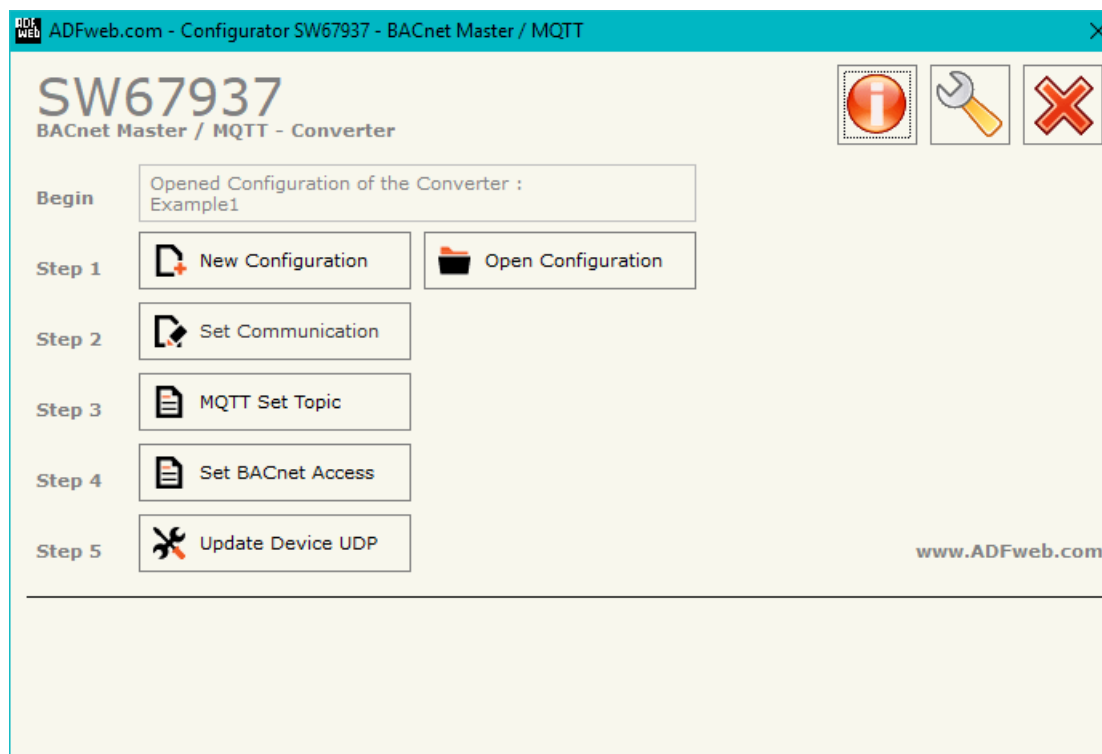 ADF
WEB
ADFweb.com - Configurator SW67937 - BACnet Master / MQTT
SW67937
BACnet Master / MQTT - Converter
Begin
Opened Configuration of the Converter :
Example1
Step 1
New Configuration
Open Configuration
Step 2
Set Communication
Step 3
MQTT Set Topic
Step 4
Set BACnet Access
Step 5
Update Device UDP
www.ADFweb.com